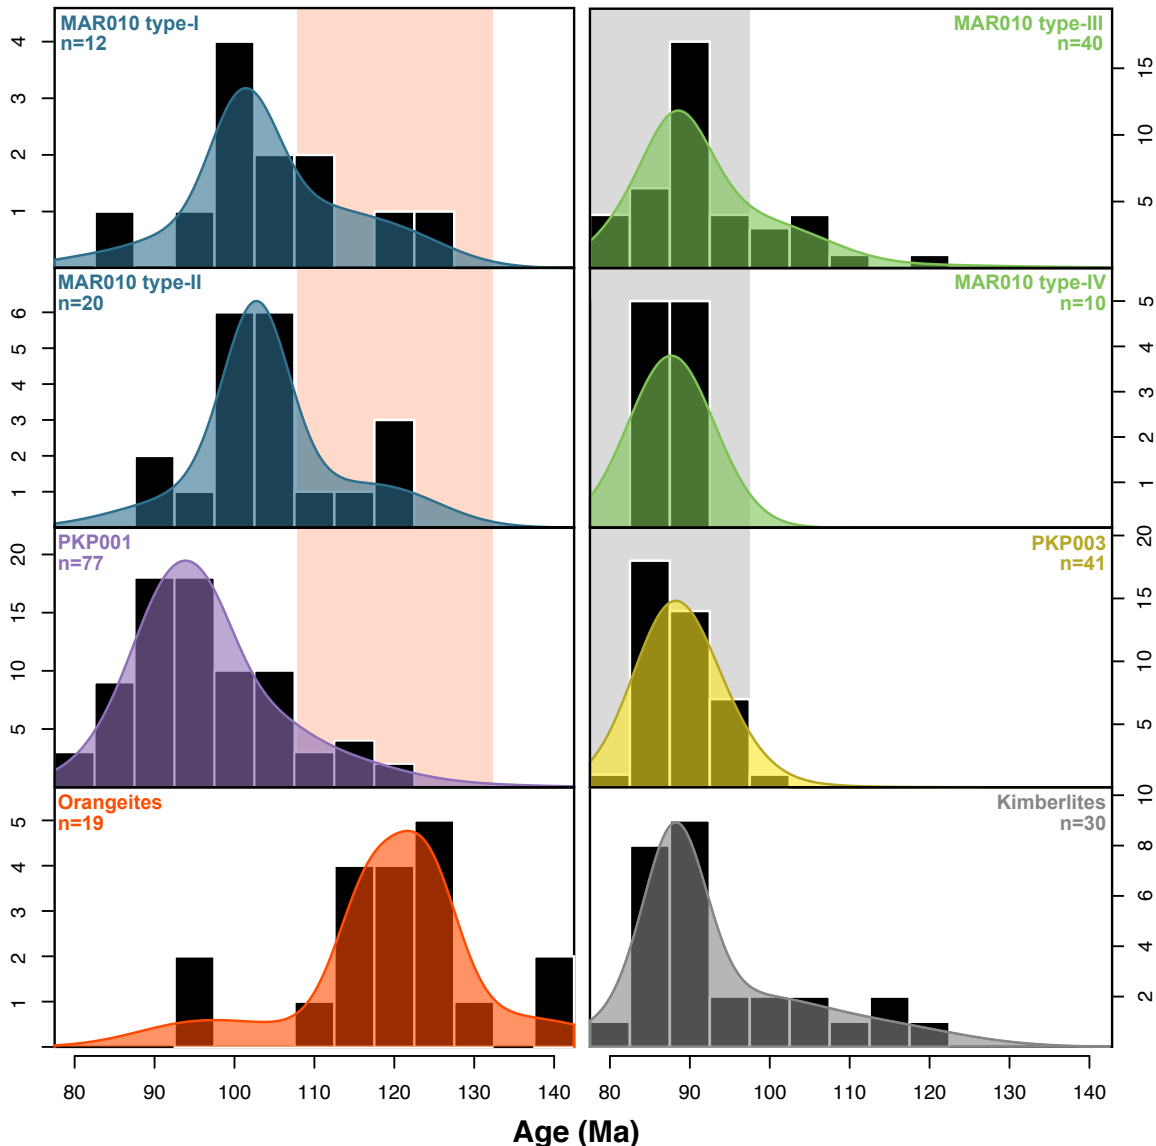 MAR010 type-I
n=12
4
3
2
1
MAR010 type-III
n=40
15
10
5
MAR010 type-II
n=20
6
5
4
3
2
1
MAR010 type-IV
n=10
5
4
3
2
1
PKP001
n=77
20
15
10
5
PKP003
n=41
20
15
10
5
Orangeites
n=19
5
4
3
2
1
Kimberlites
n=30
10
8
6
4
2
80 90 100 110 120 130 140
80 90 100 110 120 130 140
Age (Ma)